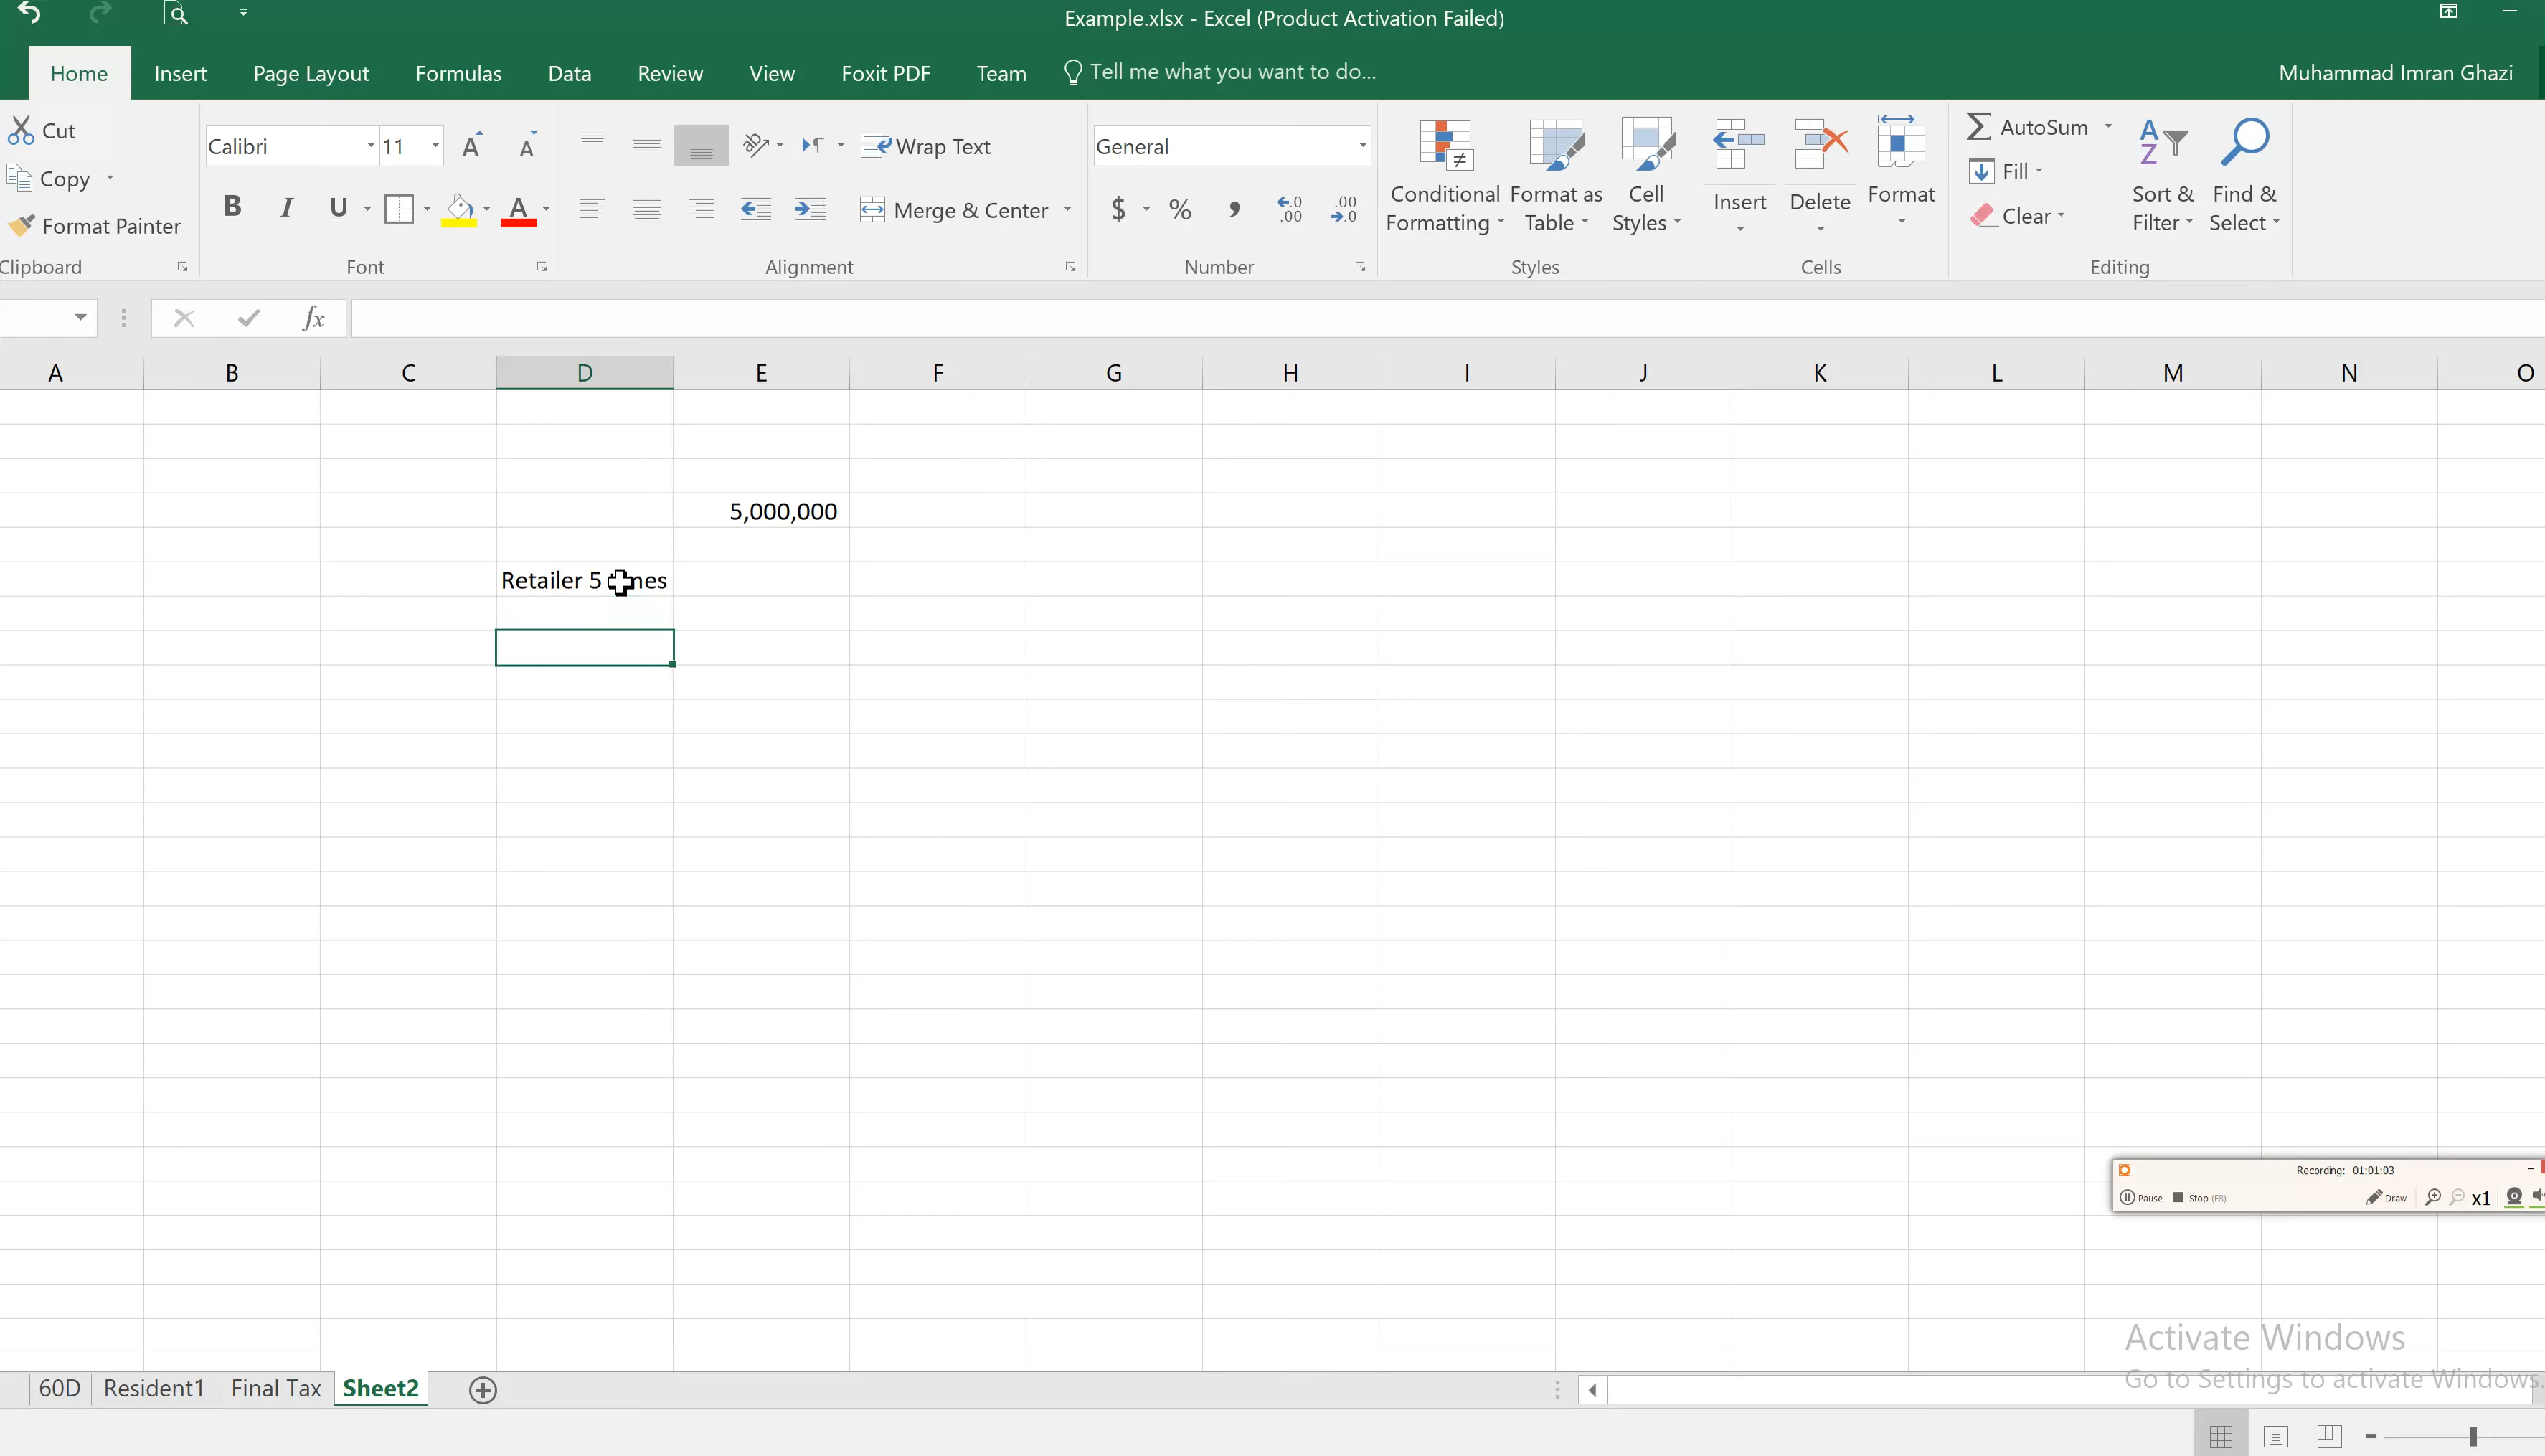 Example.xlsx - Excel (Product Activation Failed)
Home Insert Page Layout Formulas Data Review View Foxit PDF Team Tell me what you want to do... Muhammad Imran Ghazi
Cut
Copy
Format Painter
Clipboard
Calibri 11
B I U A
Font
Wrap Text
Merge & Center
Alignment
General
$ % , .00 .00
Number
Conditional Formatting
Format as Table
Cell Styles
Styles
Insert
Delete
Format
Cells
AutoSum
Fill
Clear
Sort & Filter
Find & Select
Editing
fx
A B C D E F G H I J K L M N O
5,000,000
Retailer 5
Recording: 01:01:03
Pause Stop (F8) Draw x1
Activate Windows
Go to Settings to activate Windows.
60D Resident1 Final Tax Sheet2